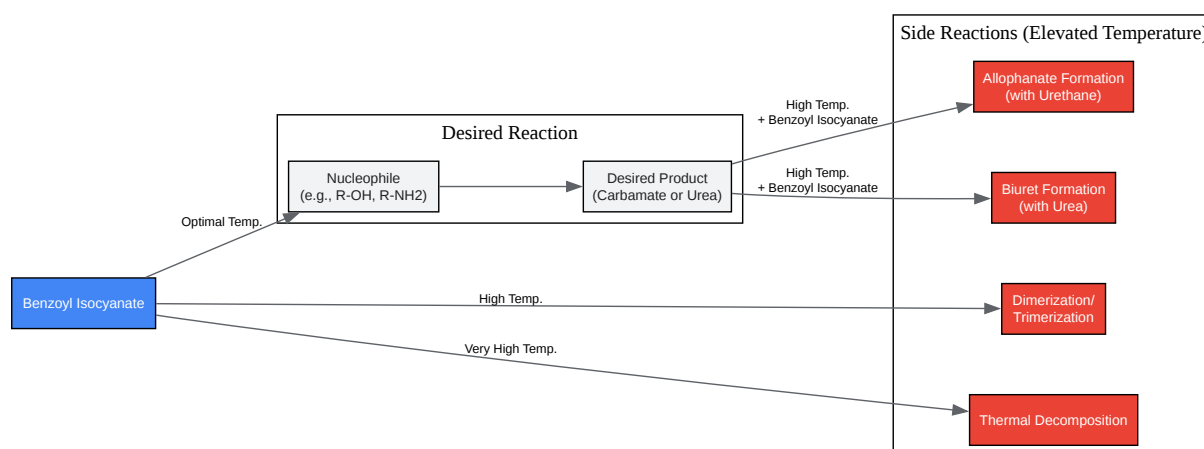 Side Reactions (Elevated Temperature)
Allophanate Formation
(with Urethane)
High Temp.
+ Benzoyl Isocyanate
Desired Reaction
Nucleophile
(e.g., R-OH, R-NH2)
Desired Product
(Carbamate or Urea)
High Temp.
+ Benzoyl Isocyanate
Biuret Formation
(with Urea)
Optimal Temp.
Benzoyl Isocyanate
High Temp.
Dimerization/
Trimerization
Very High Temp.
Thermal Decomposition